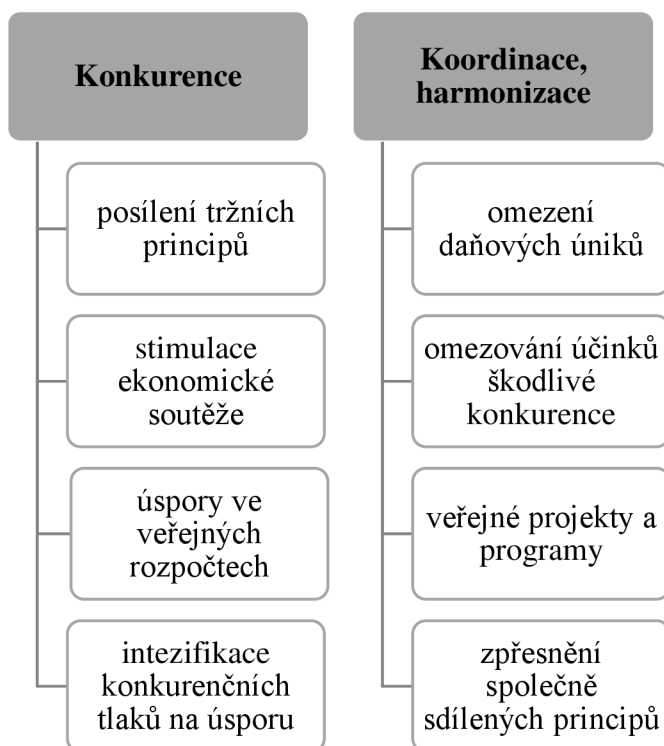 Konkurence
posílení tržních
principů
stimulace
ekonomické
soutěže
úspory ve
veřejných
rozpočtech
intezifikace
konkurenčních
tlaků na úsporu
Koordinace,
harmonizace
omezení
daňových úniků
omezování účinků
škodlivé
konkurence
veřejné projekty a
programy
zpřesnění
společně
sdílených principů